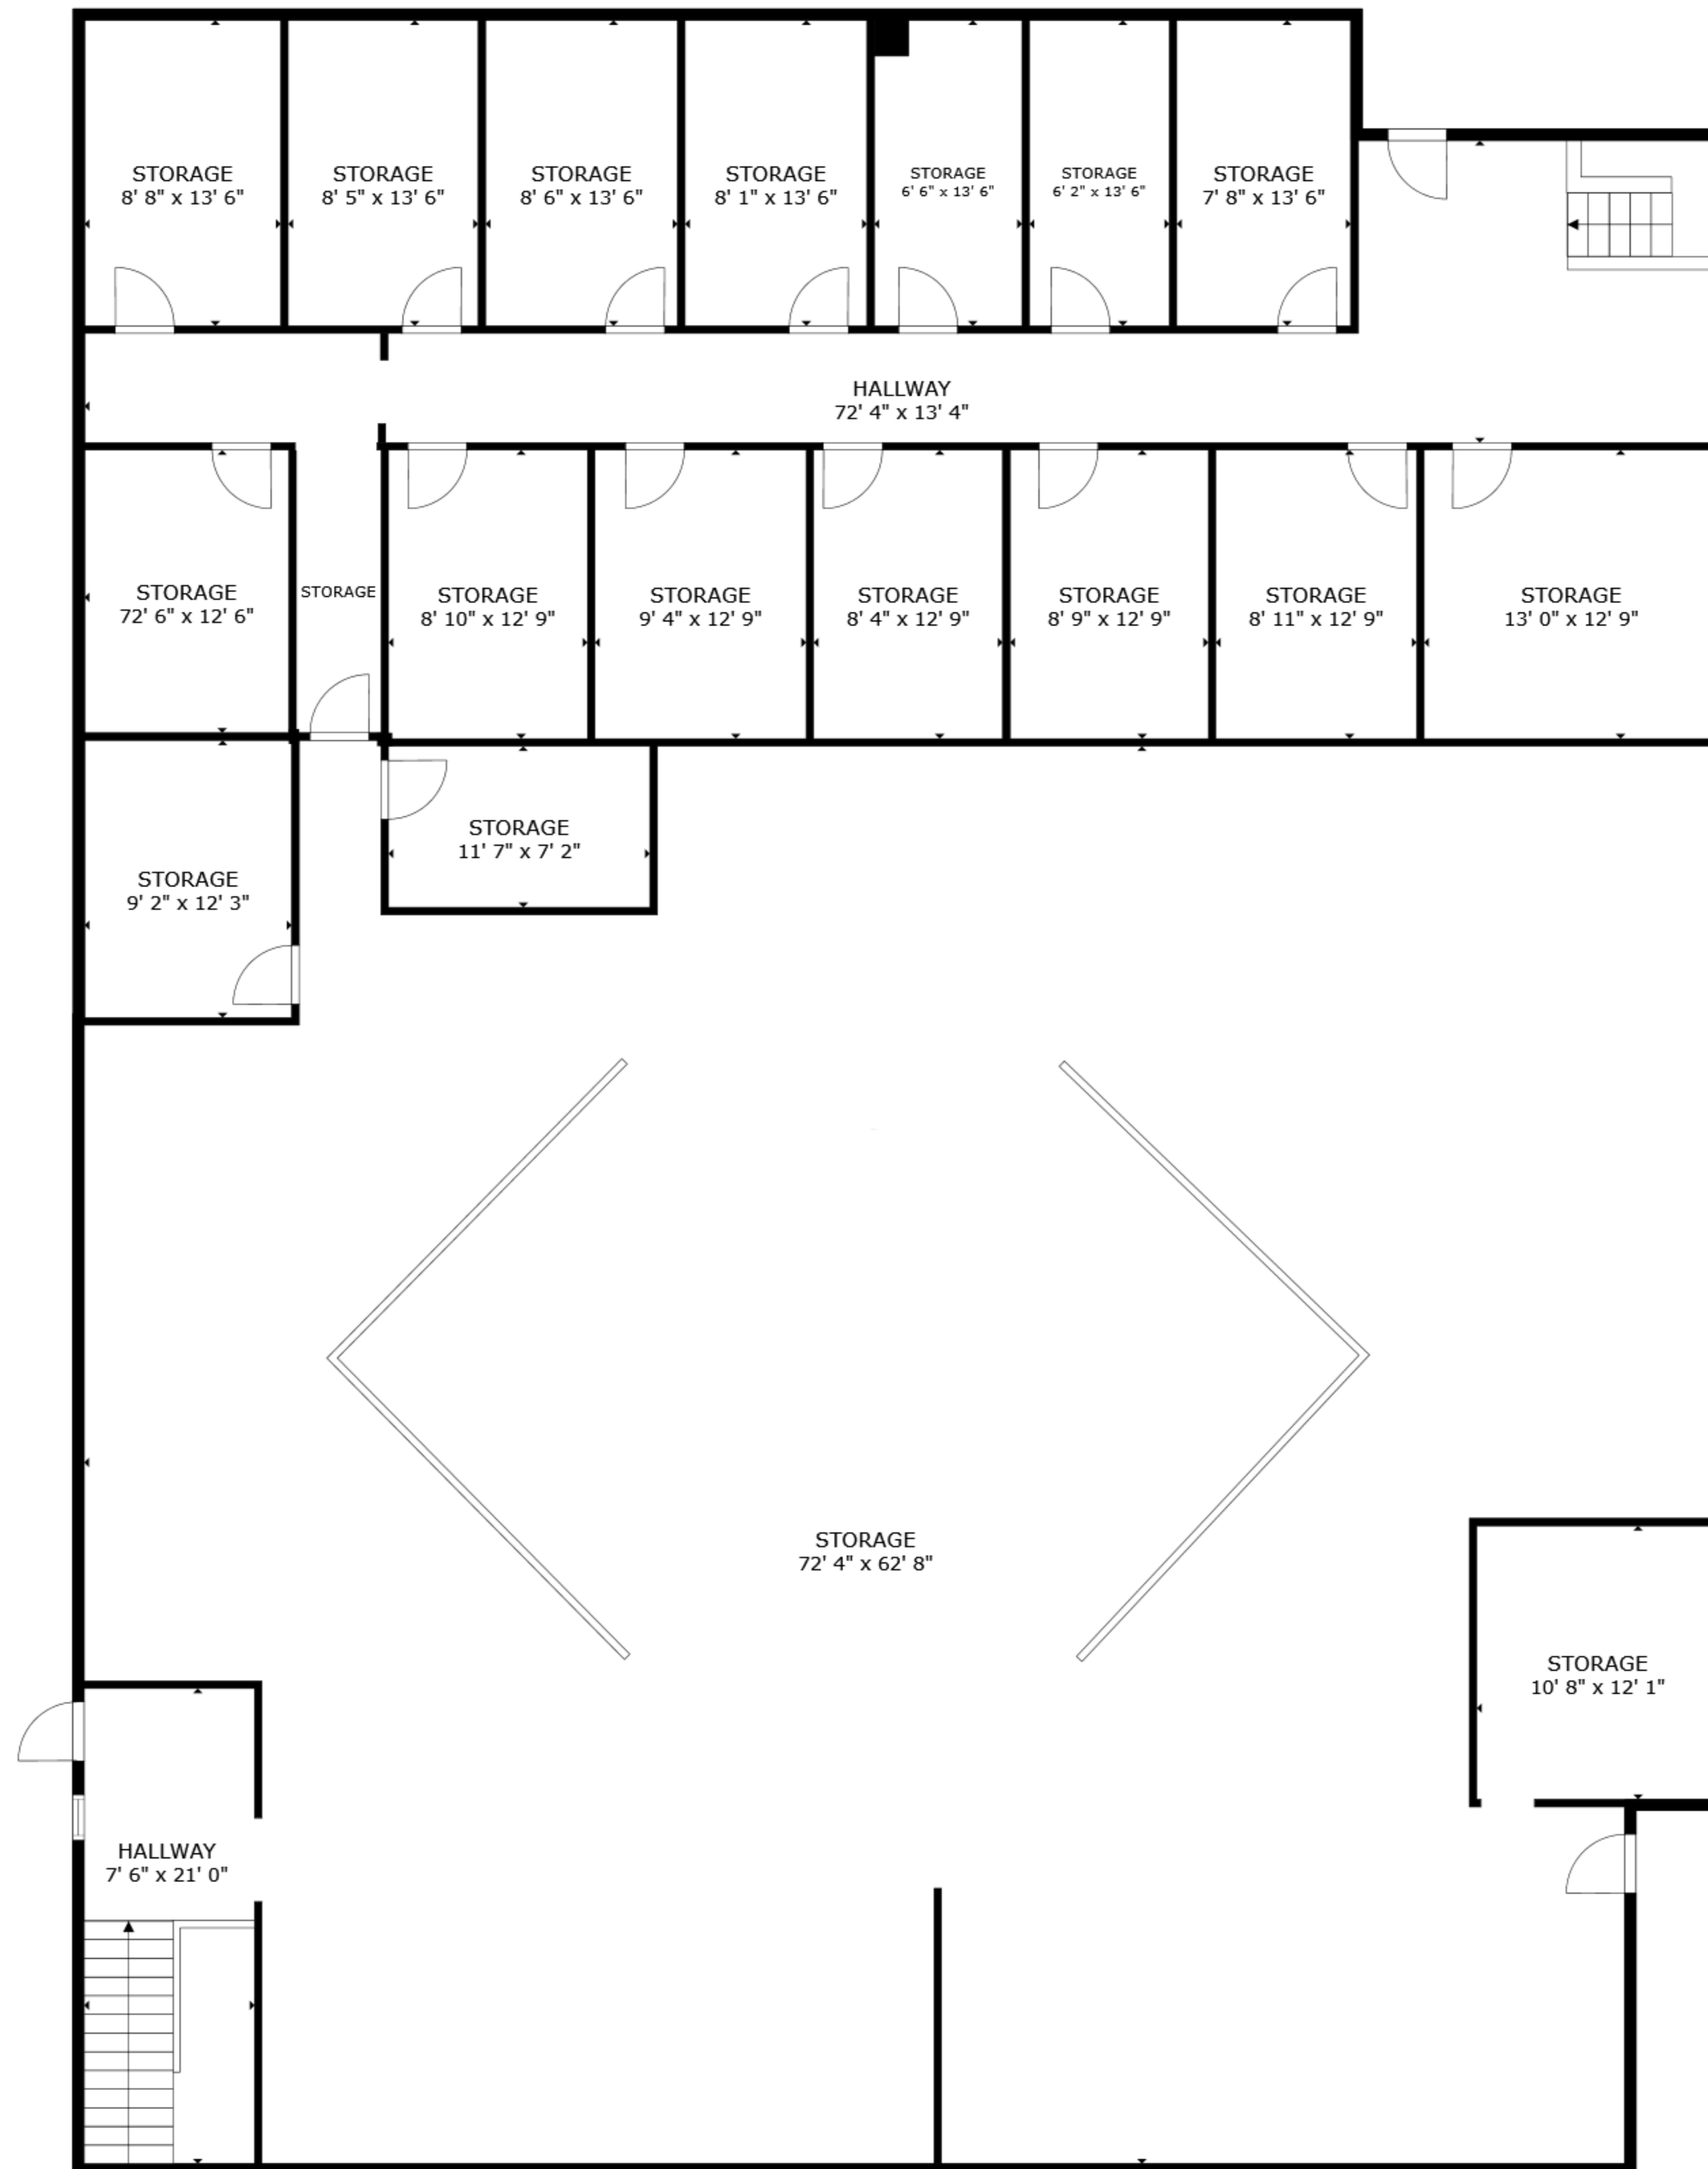 STORAGE
8' 8" x 13' 6"
STORAGE
8' 5" x 13' 6"
STORAGE
8' 6" x 13' 6"
STORAGE
8' 1" x 13' 6"
STORAGE
6' 6" x 13' 6"
STORAGE
6' 2" x 13' 6"
STORAGE
7' 8" x 13' 6"
HALLWAY
72' 4" x 13' 4"
STORAGE
72' 6" x 12' 6"
STORAGE
STORAGE
8' 10" x 12' 9"
STORAGE
9' 4" x 12' 9"
STORAGE
8' 4" x 12' 9"
STORAGE
8' 9" x 12' 9"
STORAGE
8' 11" x 12' 9"
STORAGE
13' 0" x 12' 9"
STORAGE
11' 7" x 7' 2"
STORAGE
9' 2" x 12' 3"
STORAGE
72' 4" x 62' 8"
STORAGE
10' 8" x 12' 1"
HALLWAY
7' 6" x 21' 0"